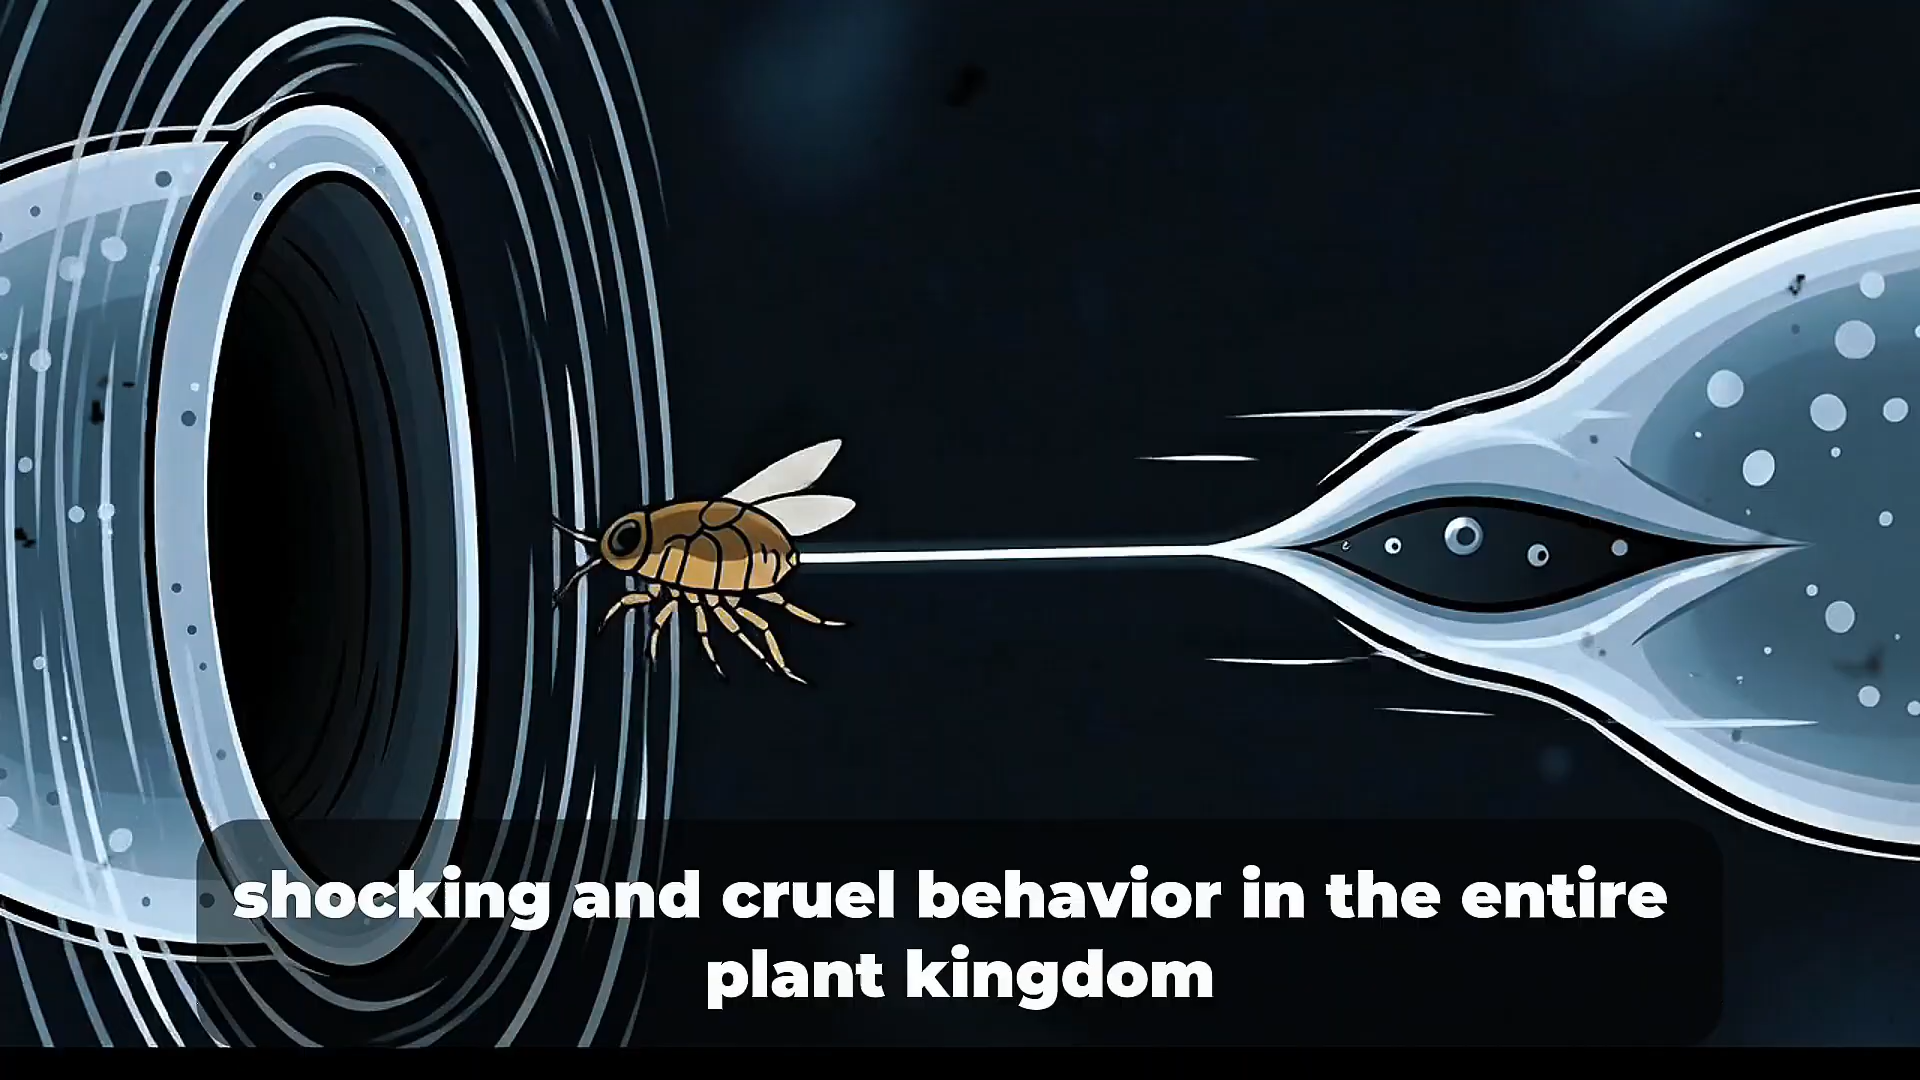 shocking and cruel behavior in the entire
plant kingdom